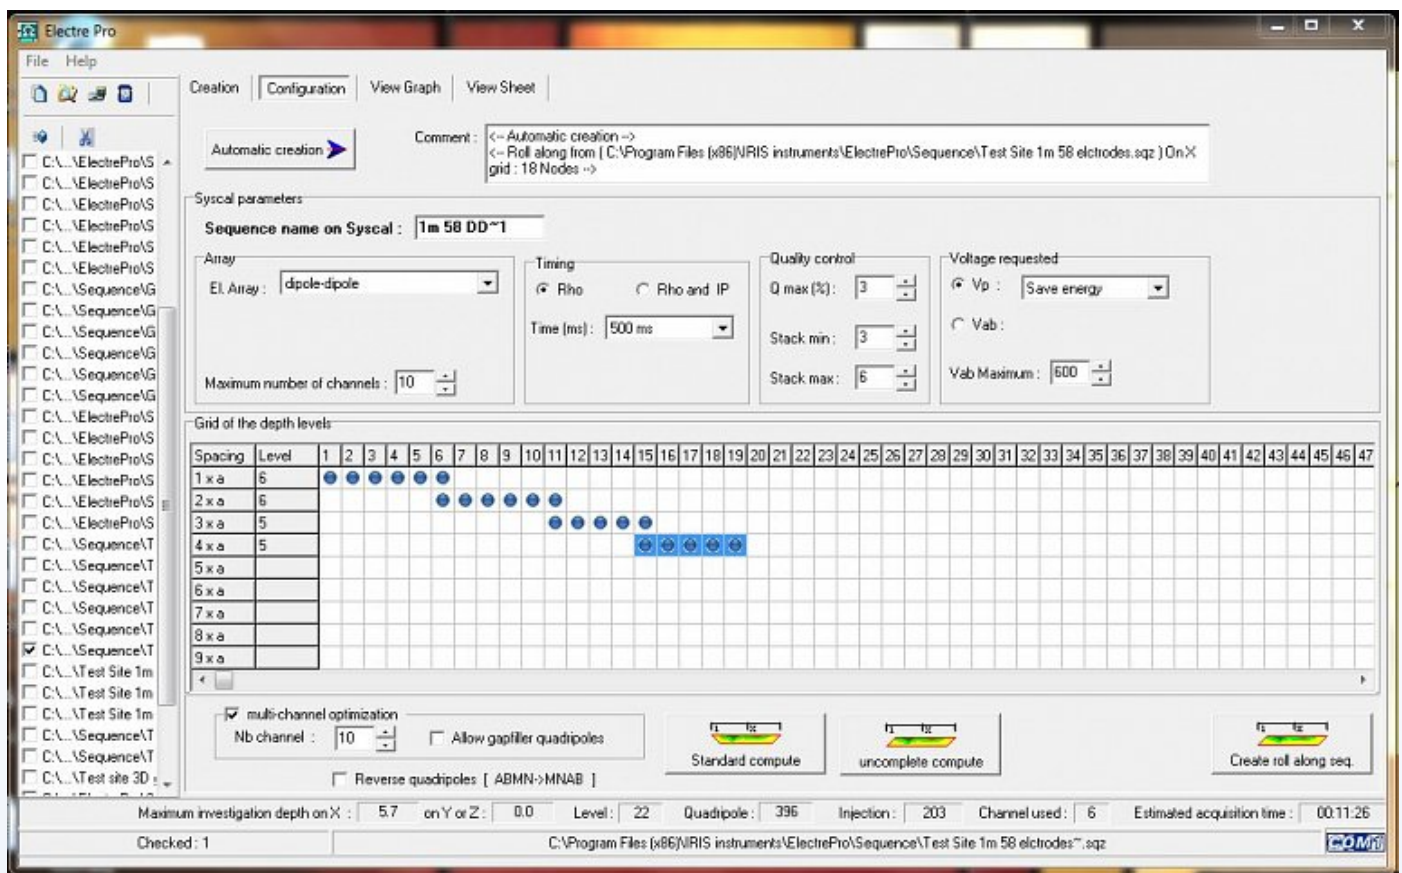 Electre Pro
File Help
Creation Configuration View Graph View Sheet
Automatic creation
Comment : <-- Automatic creation -->
<-- Roll along from ( C:\Program Files (x86)\IRIS instruments\ElectrePro\Sequence\Test Site 1m 58 elctrodes.sqz ) On X
grid : 18 Nodes -->
C:\...\ElectrePro\S
C:\...\ElectrePro\S
C:\...\ElectrePro\S
C:\...\ElectrePro\S
C:\...\ElectrePro\S
C:\...\ElectrePro\S
C:\...\Sequence\G
C:\...\Sequence\G
C:\...\Sequence\G
C:\...\Sequence\G
C:\...\Sequence\G
C:\...\Sequence\G
C:\...\ElectrePro\S
C:\...\ElectrePro\S
C:\...\ElectrePro\S
C:\...\ElectrePro\S
C:\...\ElectrePro\S
C:\...\ElectrePro\S
C:\...\Sequence\T
C:\...\Sequence\T
C:\...\Sequence\T
C:\...\Sequence\T
C:\...\Sequence\T
C:\...\Sequence\T
C:\...\Test Site 1m
C:\...\Test Site 1m
C:\...\Test Site 1m
C:\...\Sequence\T
C:\...\Sequence\T
C:\...\Test site 3D
Syscal parameters
Sequence name on Syscal : 1m 58 DD~1
Array
El. Array : dipole-dipole
Maximum number of channels : 10
Timing
Rho Rho and IP
Time (ms) : 500 ms
Quality control
Q max (%) : 3
Stack min : 3
Stack max : 6
Voltage requested
Vp : Save energy
Vab :
Vab Maximum : 600
Grid of the depth levels
Spacing Level 1 2 3 4 5 6 7 8 9 10 11 12 13 14 15 16 17 18 19 20 21 22 23 24 25 26 27 28 29 30 31 32 33 34 35 36 37 38 39 40 41 42 43 44 45 46 47
1 x a 6
2 x a 6
3 x a 5
4 x a 5
5 x a
6 x a
7 x a
8 x a
9 x a
multi-channel optimization
Nb channel : 10 Allow gapfiller quadripoles
Reverse quadripoles [ ABMN->MNAB ]
Standard compute
uncomplete compute
Create roll along seq.
Maximum investigation depth on X : 5.7 on Y or Z : 0.0 Level : 22 Quadripole : 396 Injection : 203 Channel used : 6 Estimated acquisition time : 00:11:26
Checked : 1 C:\Program Files (x86)\IRIS instruments\ElectrePro\Sequence\Test Site 1m 58 elctrodes~.sqz